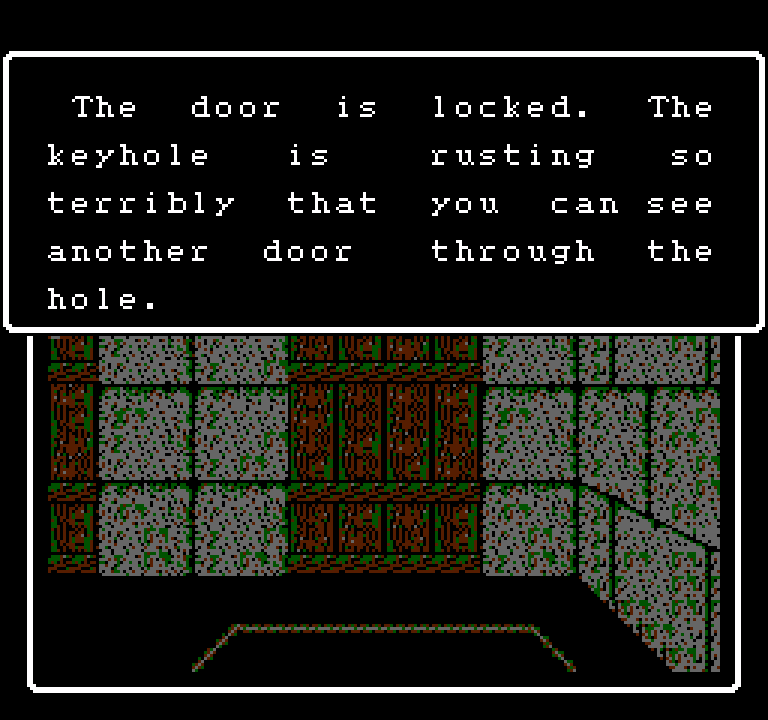 The door is locked. The
keyhole is rusting so
terribly that you can see
another door through the
hole.